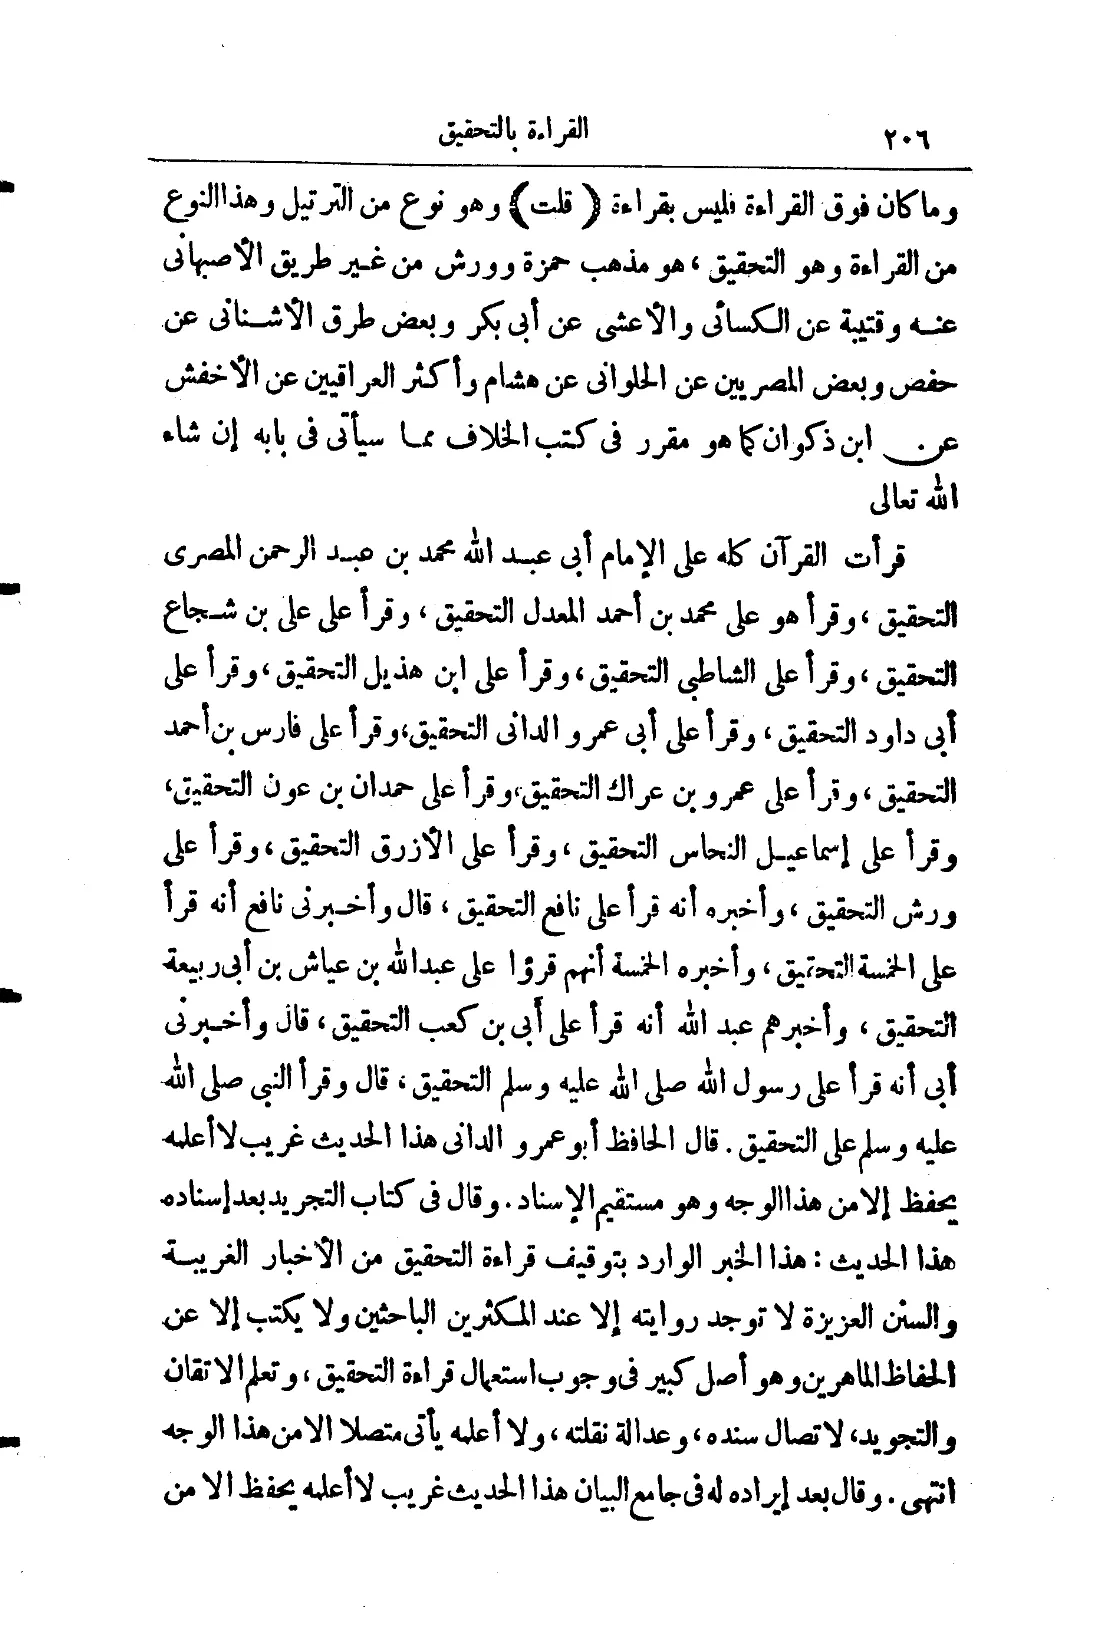 ٢٠٦ القراءة بالتحقيق
وما كان فوق القراءة فليس بقراءة ( قلت ) وهو نوع من الترتيل وهذا النوع
من القراءة وهو التحقيق ، هو مذهب حمزة وورش من غير طريق الأصبهانى
عنه وقتيبة عن الكسائى والأعشى عن أبى بكر وبعض طرق الأشنانى عن
حفص وبعض المصريين عن الحلوانى عن هشام وأكثر العراقيين عن الأخفش
عن ابن ذكوان كما هو مقرر فى كتب الخلاف مما سيأتى فى بابه إن شاء
الله تعالى
قرأت القرآن كله على الإمام أبى عبد الله محمد بن عبد الرحمن المصرى
التحقيق ، وقرأ هو على محمد بن أحمد المعدل التحقيق ، وقرأ على على بن شجاع
التحقيق ، وقرأ على الشاطبي التحقيق ، وقرأ على ابن هذيل التحقيق ، وقرأ على
أبى داود التحقيق ، وقرأ على أبى عمرو الدانى التحقيق، وقرأ على فارس بن أحمد
التحقيق ، وقرأ على عمرو بن عراك التحقيق، وقرأ على حمدان بن عون التحقيق،
وقرأ على إسماعيل النحاس التحقيق ، وقرأ على الأزرق التحقيق ، وقرأ على
ورش التحقيق ، وأخبره أنه قرأ على نافع التحقيق ، قال وأخبرنى نافع أنه قرأ
على الخمسة التحقيق ، وأخبره الخمسة أنهم قرؤا على عبدالله بن عياش بن أبى ربيعة
التحقيق ، وأخبرهم عبد الله أنه قرأ على أبى بن كعب التحقيق ، قال وأخبرنى
أبى أنه قرأ على رسول الله صلى الله عليه وسلم التحقيق ، قال وقرأ النبى صلى الله
عليه وسلم على التحقيق . قال الحافظ أبو عمرو الدانى هذا الحديث غريب لا أعلمه
يحفظ إلا من هذا الوجه وهو مستقيم الإسناد . وقال فى كتاب التجريد بعد إسناده
هذا الحديث : هذا الخبر الوارد بتوقيف قراءة التحقيق من الأخبار الغريبة
والسنن العزيزة لا توجد روايته إلا عند المكثرين الباحثين ولا يكتب إلا عن
الحفاظ الماهرين وهو أصل كبير فى وجوب استعمال قراءة التحقيق ، وتعلم الاتقان
والتجويد، لاتصال سنده ، وعدالة نقلته ، ولا أعلمه يأتى متصلا الا من هذا الوجه
انتهى . وقال بعد إيراده له فى جامع البيان هذا الحديث غريب لا أعلمه يحفظ الا من